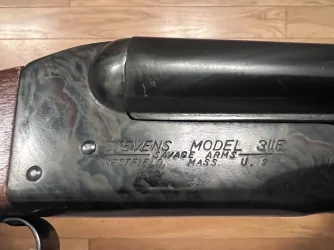 STEVENS MODEL 311E
SAVAGE ARMS
WESTFIELD, MASS. U. S